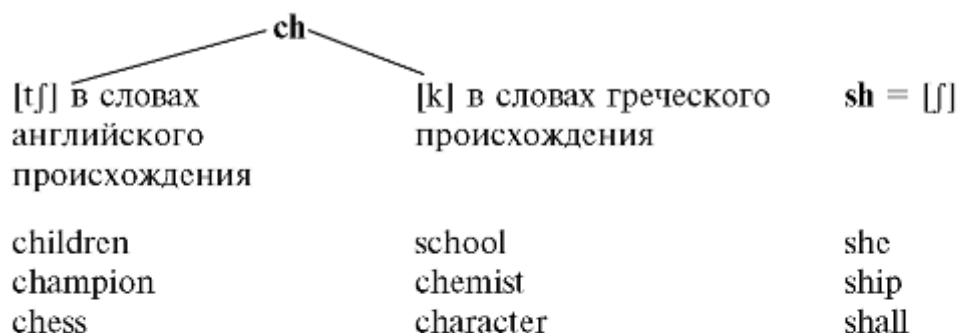 ch
[tʃ] в словах английского происхождения
[k] в словах греческого происхождения
sh = [ʃ]
children school she
champion chemist ship
chess character shall